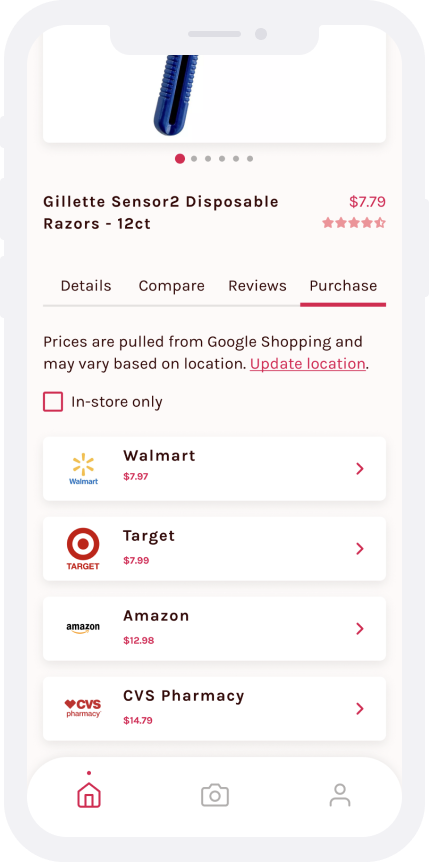 Gillette Sensor2 Disposable
Razors - 12ct
$7.79
Details Compare Reviews Purchase
Prices are pulled from Google Shopping and
may vary based on location. Update location.
In-store only
Walmart
Walmart
$7.97
TARGET
Target
$7.99
amazon
Amazon
$12.98
CVS
pharmacy
CVS Pharmacy
$14.79